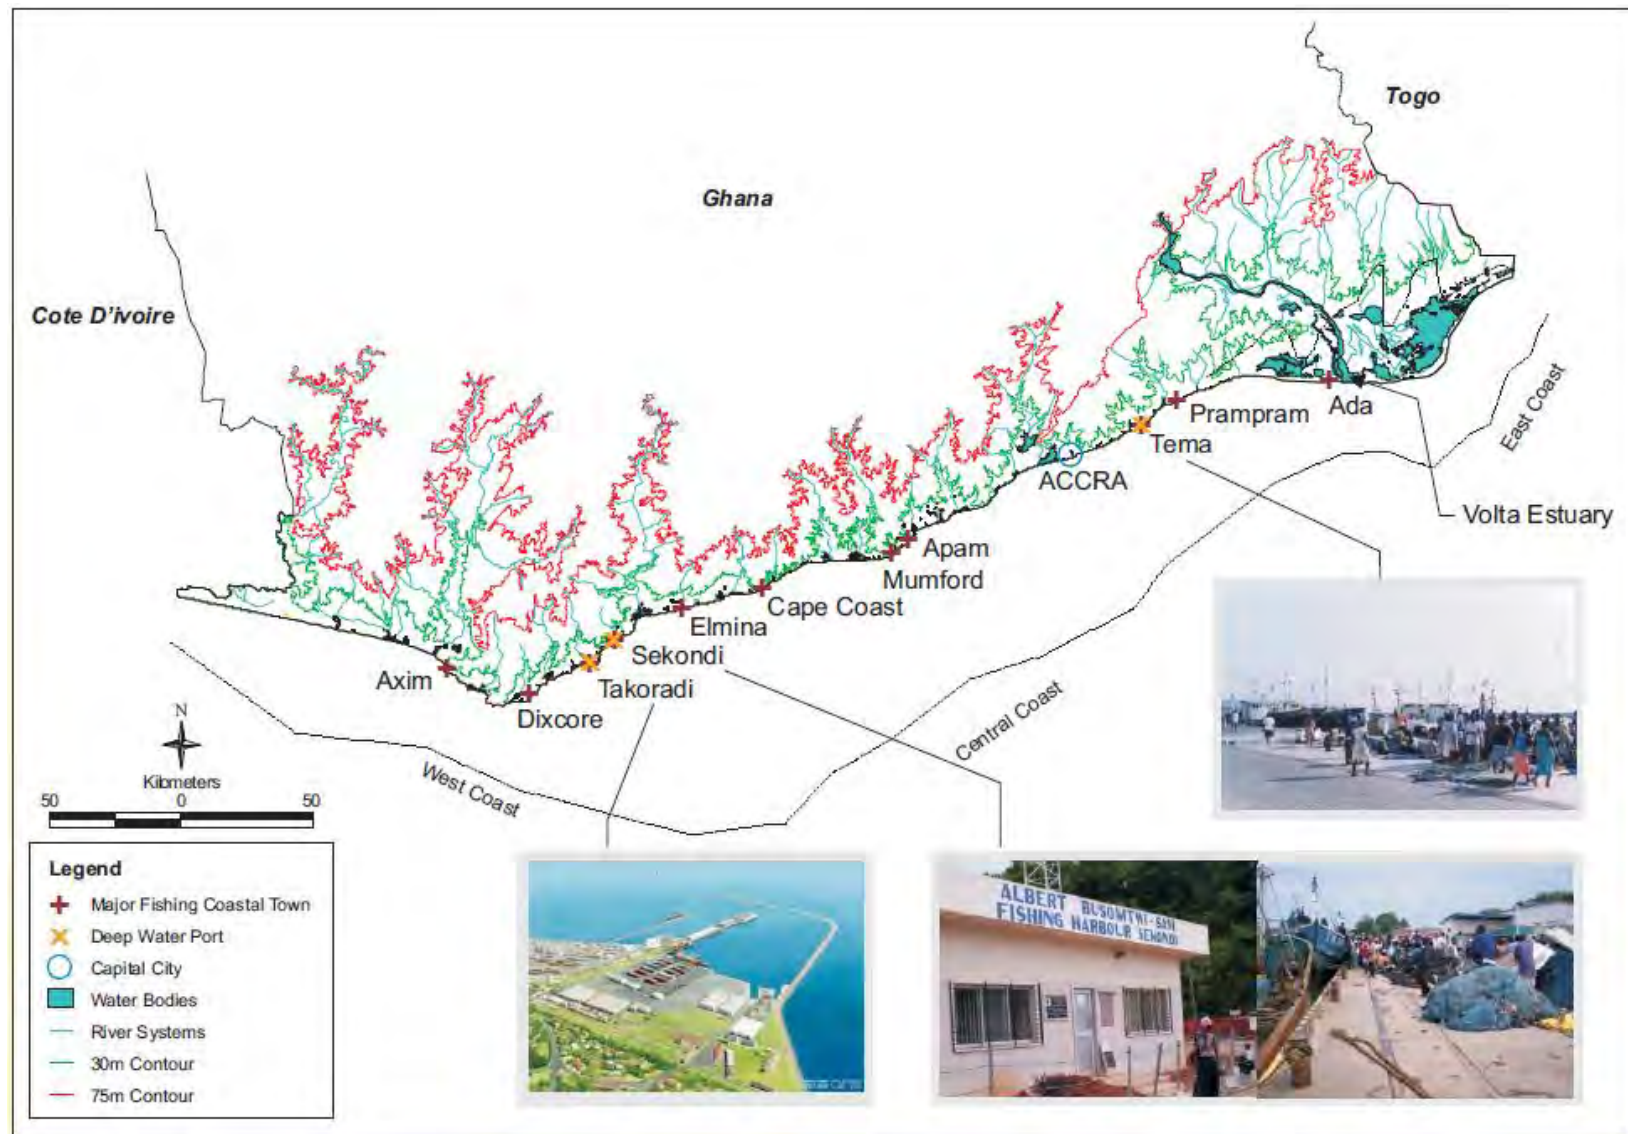 Togo
Ghana
Cote D'ivoire
Prampram
Ada
Tema
East Coast
ACCRA
Volta Estuary
Apam
Mumford
Cape Coast
Elmina
Sekondi
Axim
Takoradi
Dixcore
Central Coast
West Coast
N
Kilometers
50 0 50
Legend
Major Fishing Coastal Town
Deep Water Port
Capital City
Water Bodies
River Systems
30m Contour
75m Contour
ALBERT BUSOMTWI-SAM
FISHING HARBOUR SEKONDI